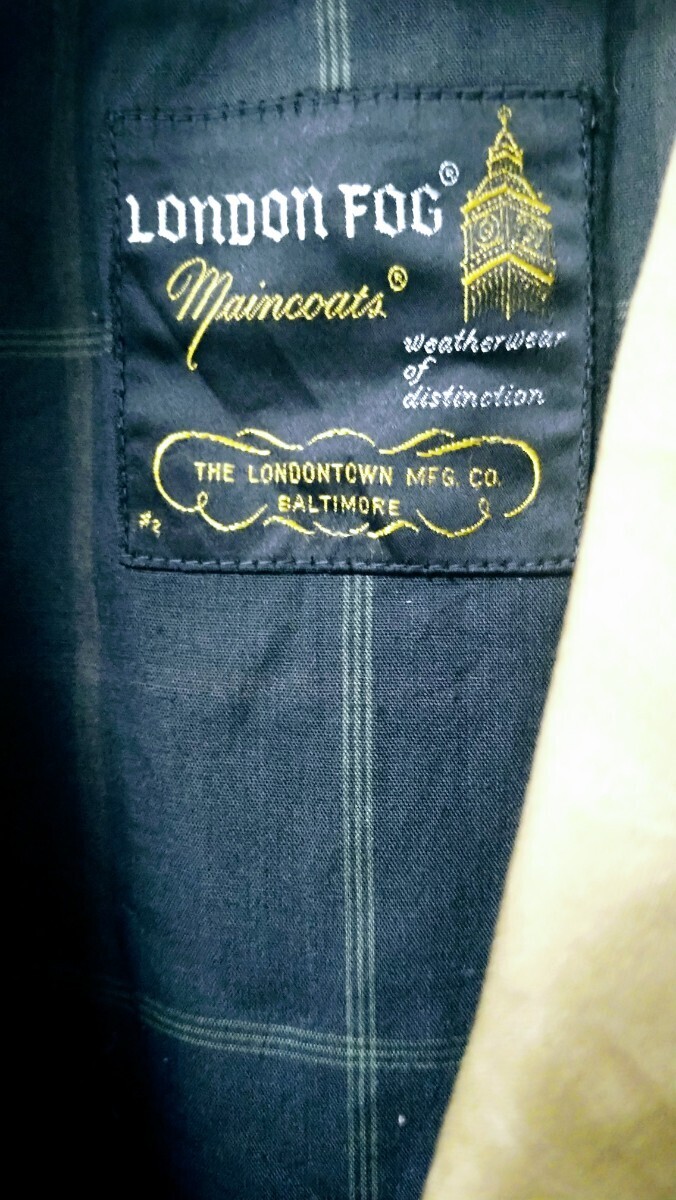 LONDON FOG®
Maincoats®
weatherwear
of
distinction
THE LONDONTOWN MFG. CO.
BALTIMORE
#2